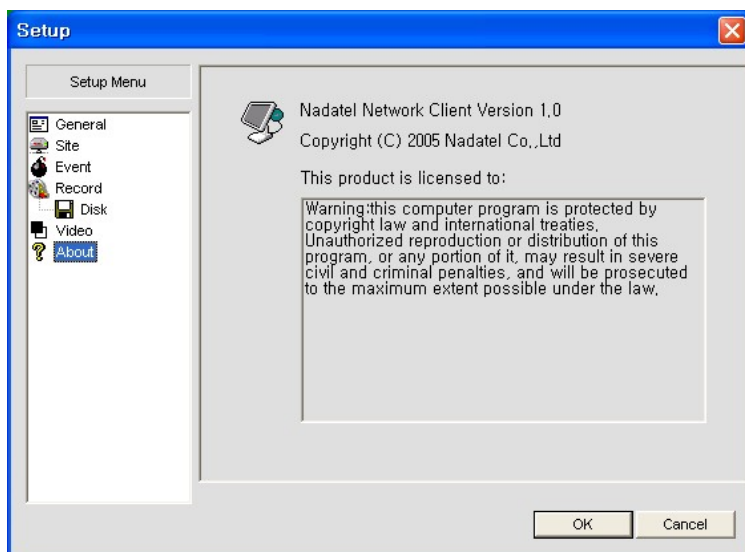 Setup
Setup Menu
General
Site
Event
Record
Disk
Video
About
Nadatel Network Client Version 1.0
Copyright (C) 2005 Nadatel Co.,Ltd
This product is licensed to:
Warning:this computer program is protected by
copyright law and international treaties.
Unauthorized reproduction or distribution of this
program, or any portion of it, may result in severe
civil and criminal penalties, and will be prosecuted
to the maximum extent possible under the law.
OK
Cancel